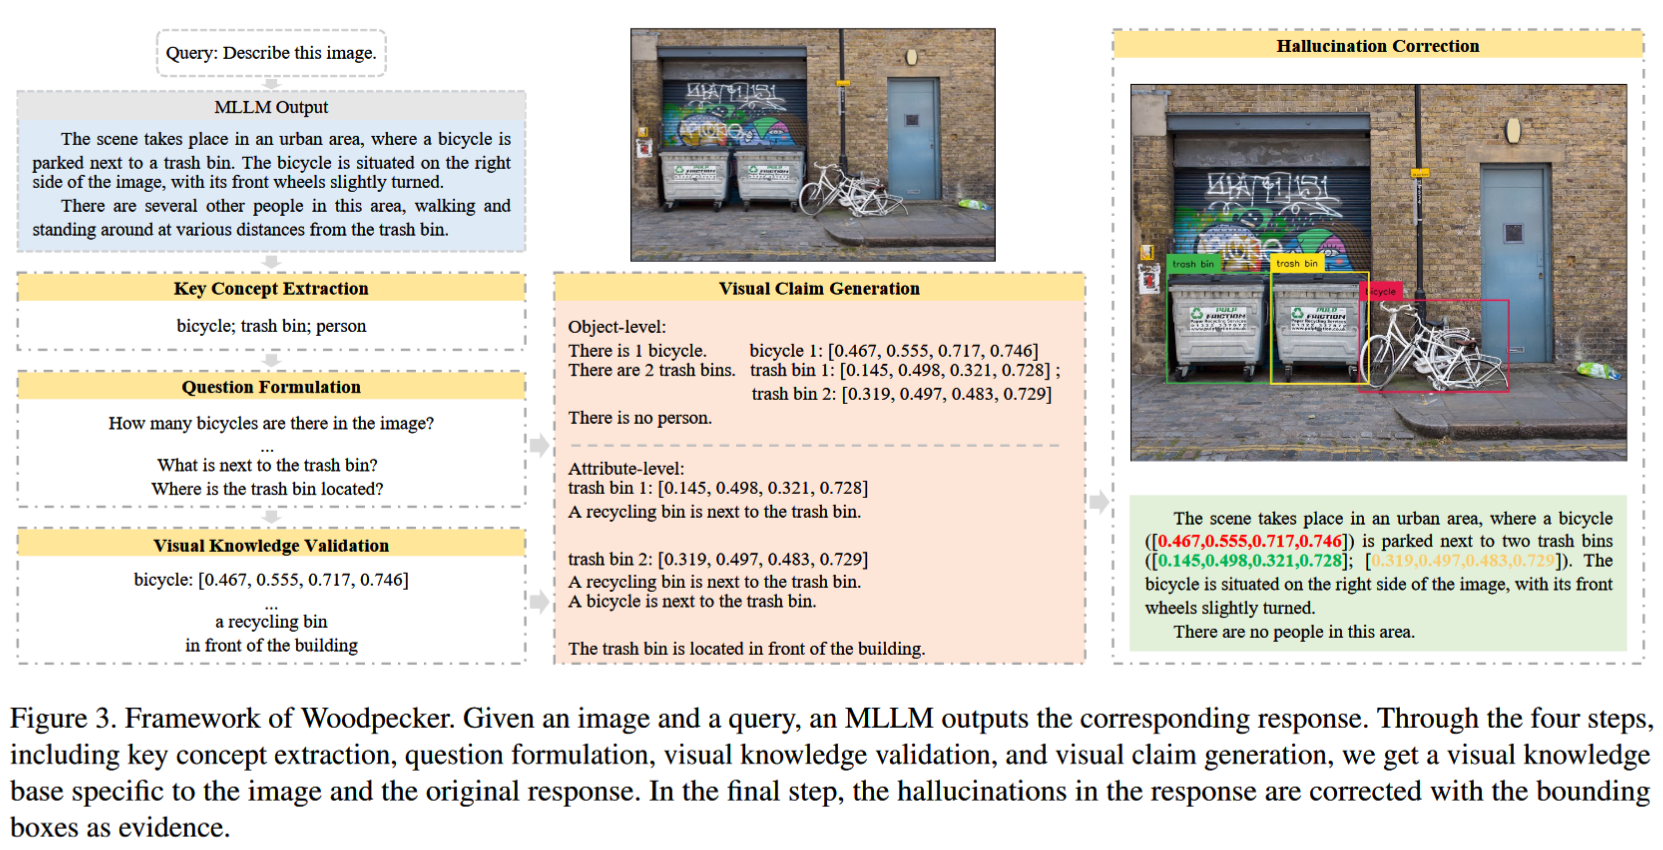 Query: Describe this image.
MLLM Output
The scene takes place in an urban area, where a bicycle is
parked next to a trash bin. The bicycle is situated on the right
side of the image, with its front wheels slightly turned.
There are several other people in this area, walking and
standing around at various distances from the trash bin.
Key Concept Extraction
bicycle; trash bin; person
Question Formulation
How many bicycles are there in the image?
...
What is next to the trash bin?
Where is the trash bin located?
Visual Knowledge Validation
bicycle: [0.467, 0.555, 0.717, 0.746]
...
a recycling bin
in front of the building
PULP
FRICTION
PULP
FRICTION
Visual Claim Generation
Object-level:
There is 1 bicycle. bicycle 1: [0.467, 0.555, 0.717, 0.746]
There are 2 trash bins. trash bin 1: [0.145, 0.498, 0.321, 0.728] ;
trash bin 2: [0.319, 0.497, 0.483, 0.729]
There is no person.
Attribute-level:
trash bin 1: [0.145, 0.498, 0.321, 0.728]
A recycling bin is next to the trash bin.
trash bin 2: [0.319, 0.497, 0.483, 0.729]
A recycling bin is next to the trash bin.
A bicycle is next to the trash bin.
The trash bin is located in front of the building.
Hallucination Correction
trash bin
trash bin
bicycle
PULP
FRICTION
Paper Recycling Services
PULP
FRICTION
Paper Recycling Services
The scene takes place in an urban area, where a bicycle
([0.467,0.555,0.717,0.746]) is parked next to two trash bins
([0.145,0.498,0.321,0.728]; [0.319,0.497,0.483,0.729]). The
bicycle is situated on the right side of the image, with its front
wheels slightly turned.
There are no people in this area.
Figure 3. Framework of Woodpecker. Given an image and a query, an MLLM outputs the corresponding response. Through the four steps,
including key concept extraction, question formulation, visual knowledge validation, and visual claim generation, we get a visual knowledge
base specific to the image and the original response. In the final step, the hallucinations in the response are corrected with the bounding
boxes as evidence.